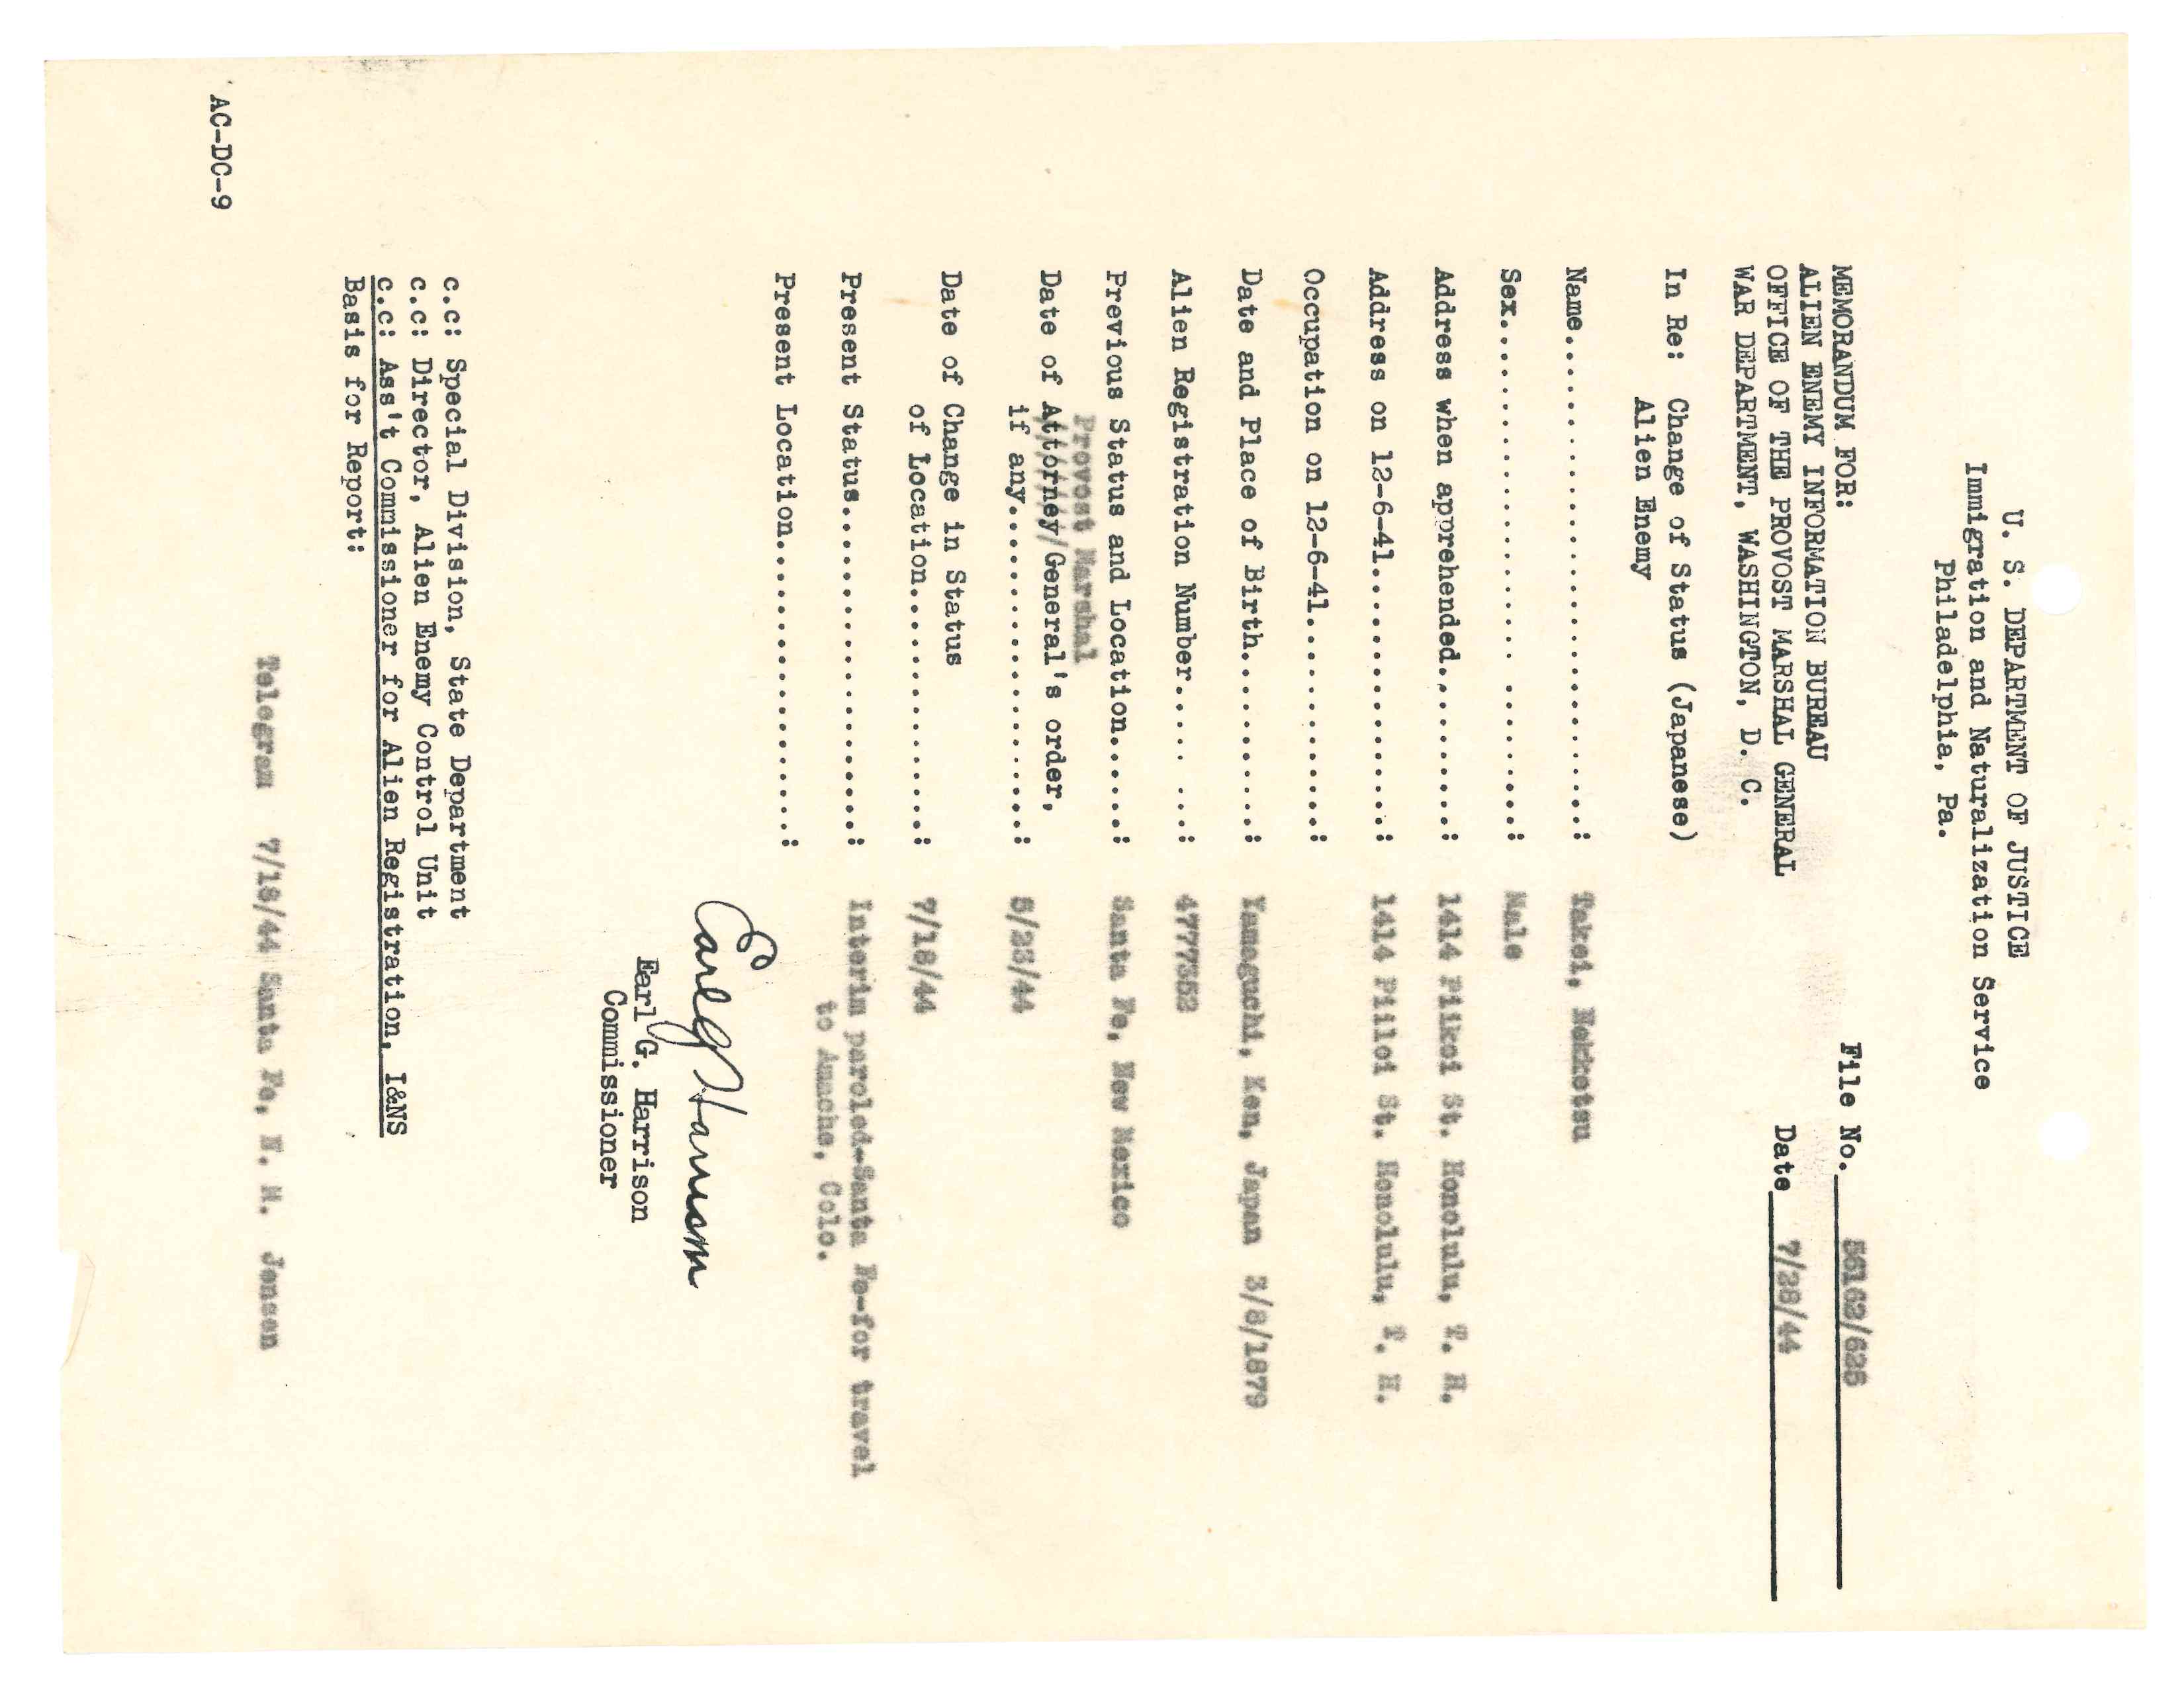 U. S. DEPARTMENT OF JUSTICE
Immigration and Naturalization Service
Philadelphia, Pa.
MEMORANDUM FOR:
ALIEN ENEMY INFORMATION BUREAU
OFFICE OF THE PROVOST MARSHAL GENERAL
WAR DEPARTMENT, WASHINGTON, D. C.
File No. 56162/625
Date 7/28/44
In Re: Change of Status (Japanese)
Alien Enemy
Name..............................: Takei, Nekketsu
Sex..................... .........: Male
Address when apprehended..........: 1414 Piikoi St. Honolulu, T. H.
Address on 12-6-41................: 1414 Piiloi St. Honolulu, T. H.
Occupation on 12-6-41.............:
Date and Place of Birth...........: Yamaguchi, Ken, Japan 3/8/1879
Alien Registration Number..... ...: 4777352
Previous Status and Location......: Santa Fe, New Mexico
Provost Marshal
Date of Attorney General's order,
if any....................: 5/23/44
Date of Change in Status
of Location...............: 7/18/44
Present Status....................: Interim paroled-Santa Fe-for travel
to Amache, Colo.
Present Location..................:
Earl G Harrison
Earl G. Harrison
Commissioner
c.c: Special Division, State Department
c.c: Director, Alien Enemy Control Unit
c.c: Ass't Commissioner for Alien Registration, I&NS
Basis for Report:
Telegram 7/18/44 Santa Fe, N. M. Jensen
AC-DC-9